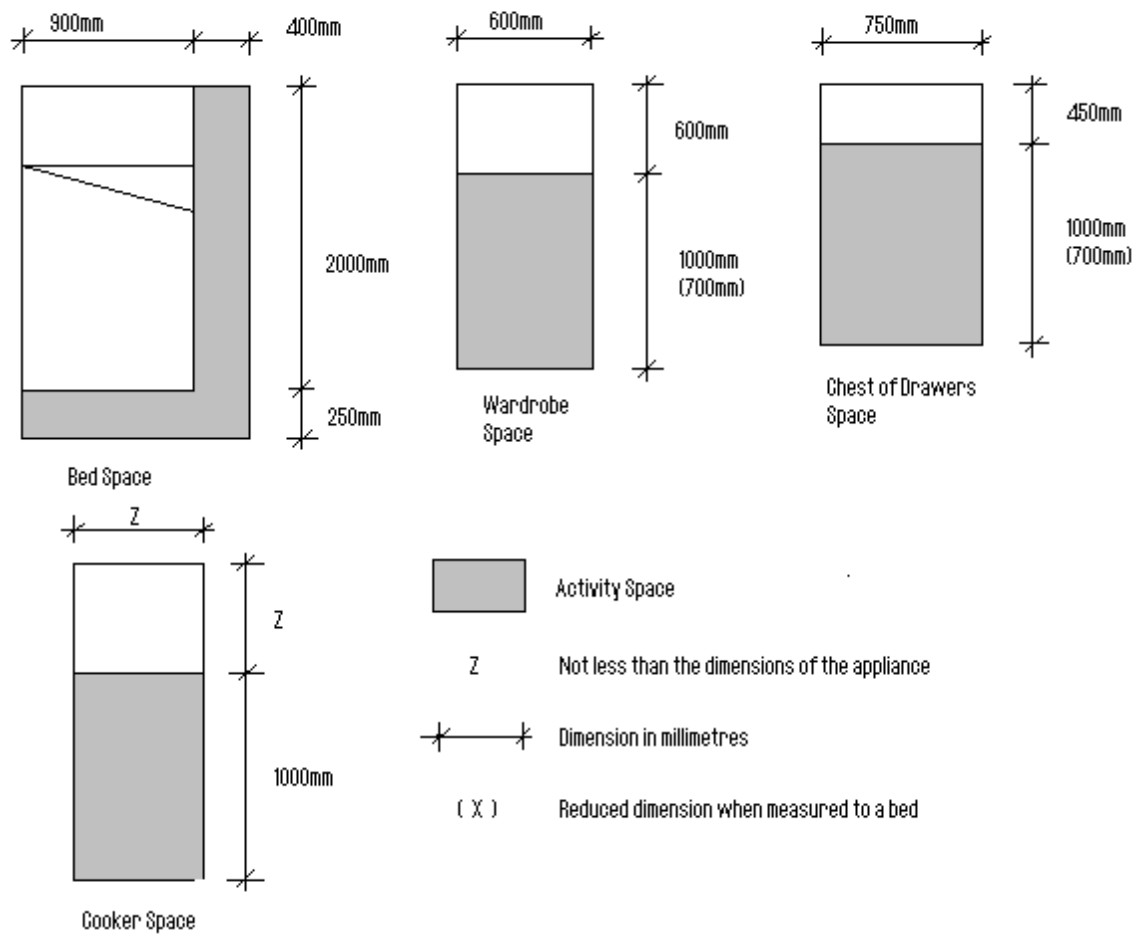 900mm
400mm
600mm
750mm
2000mm
250mm
Bed Space
600mm
1000mm
(700mm)
Wardrobe
Space
450mm
1000mm
(700mm)
Chest of Drawers
Space
Z
Z
1000mm
Cooker Space
Activity Space
Z Not less than the dimensions of the appliance
Dimension in millimetres
( X ) Reduced dimension when measured to a bed